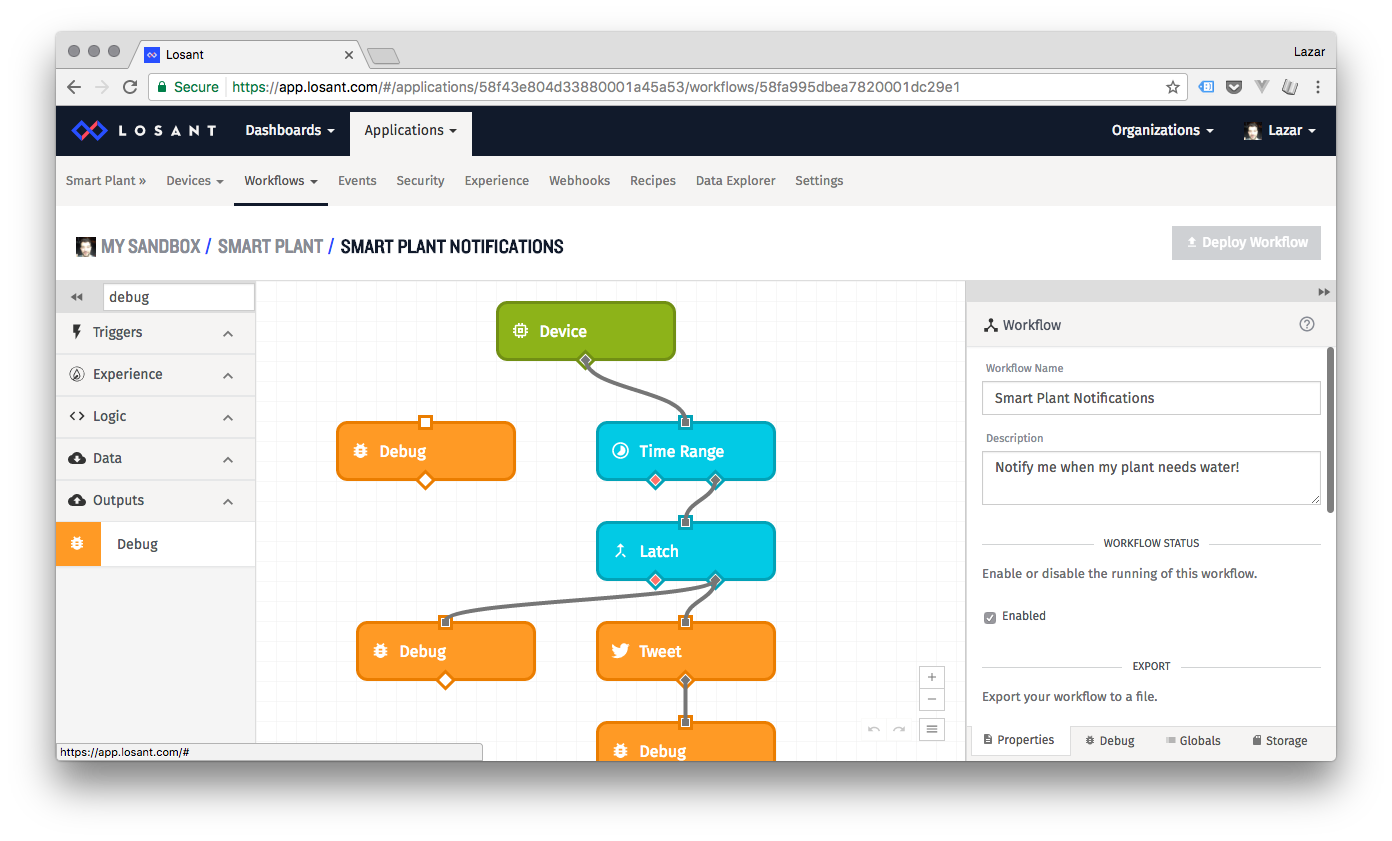 Losant
Lazar
Secure https://app.losant.com/#/applications/58f43e804d33880001a45a53/workflows/58fa995dbea7820001dc29e1
LOSANT Dashboards Applications Organizations Lazar
Smart Plant » Devices Workflows Events Security Experience Webhooks Recipes Data Explorer Settings
MY SANDBOX / SMART PLANT / SMART PLANT NOTIFICATIONS
Deploy Workflow
debug
Triggers
Experience
Logic
Data
Outputs
Debug
Device
Debug
Time Range
Latch
Debug
Tweet
Debug
Workflow
Workflow Name
Smart Plant Notifications
Description
Notify me when my plant needs water!
WORKFLOW STATUS
Enable or disable the running of this workflow.
Enabled
EXPORT
Export your workflow to a file.
Properties Debug Globals Storage
https://app.losant.com/#